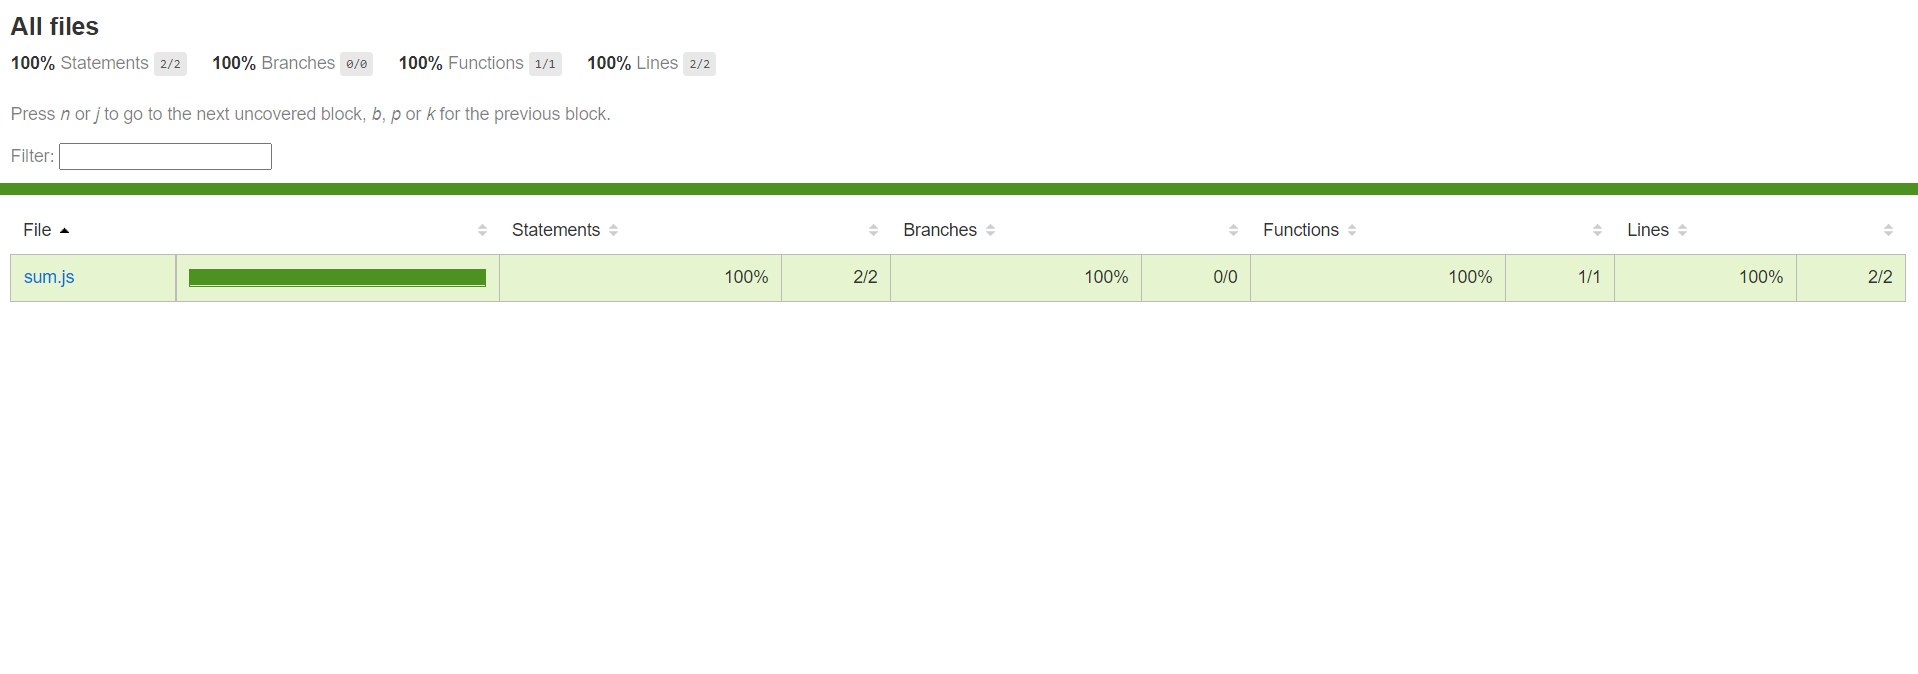 All files
100% Statements 2/2 100% Branches 0/0 100% Functions 1/1 100% Lines 2/2
Press n or j to go to the next uncovered block, b, p or k for the previous block.
Filter:
File Statements Branches Functions Lines
sum.js 100% 2/2 100% 0/0 100% 1/1 100% 2/2